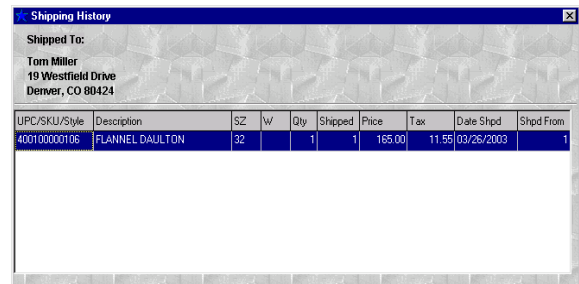 Shipping History
Shipped To:
Tom Miller
19 Westfield Drive
Denver, CO 80424
UPC/SKU/Style Description SZ W Qty Shipped Price Tax Date Shpd Shpd From
400100000106 FLANNEL DAULTON 32 1 1 165.00 11.55 03/26/2003 1